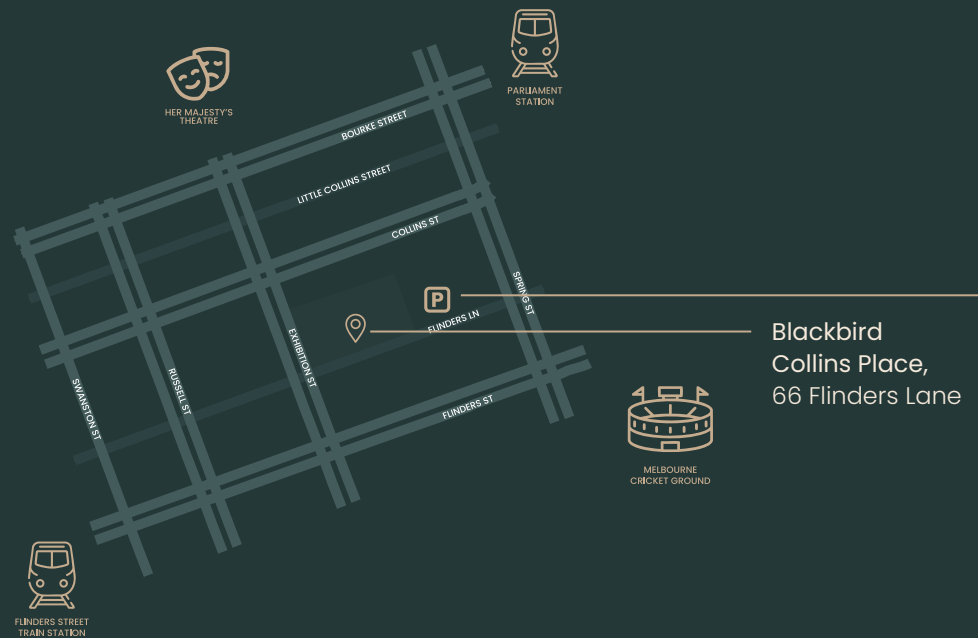 PARLIAMENT
STATION
HER MAJESTY'S
THEATRE
BOURKE STREET
LITTLE COLLINS STREET
COLLINS ST
SPRING ST
P
FLINDERS LN
EXHIBITION ST
RUSSELL ST
SWANSTON ST
FLINDERS ST
Blackbird
Collins Place,
66 Flinders Lane
MELBOURNE
CRICKET GROUND
FLINDERS STREET
TRAIN STATION